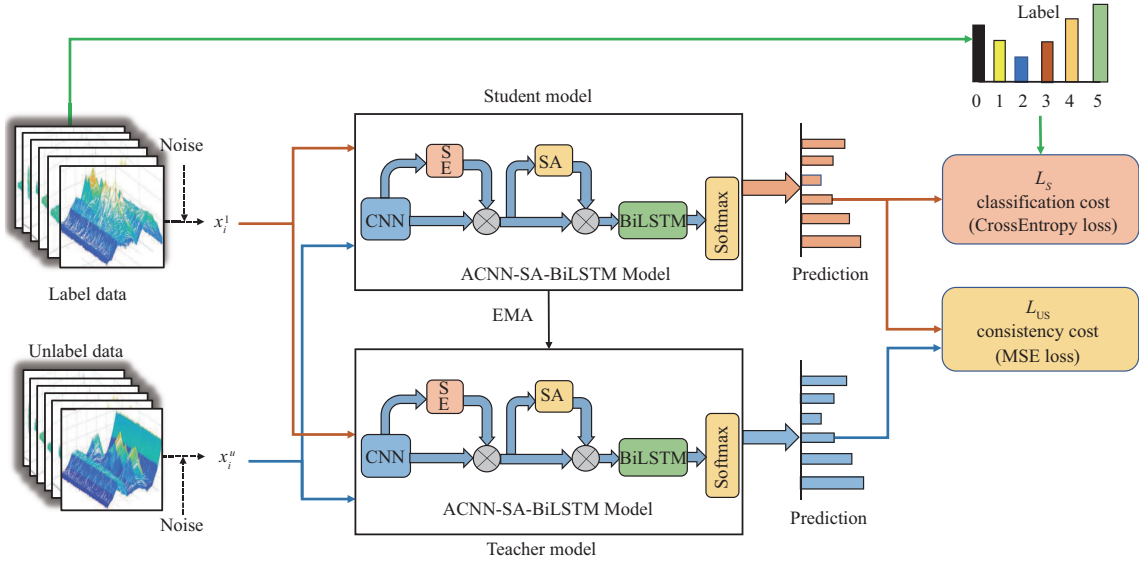 Label
0 1 2 3 4 5
Student model
Noise
S
E
SA
CNN
BiLSTM
Softmax
ACNN-SA-BiLSTM Model
x_i^1
Label data
Prediction
L_S
classification cost
(CrossEntropy loss)
EMA
L_US
consistency cost
(MSE loss)
Unlabel data
S
E
SA
CNN
BiLSTM
Softmax
ACNN-SA-BiLSTM Model
x_i^u
Noise
Prediction
Teacher model